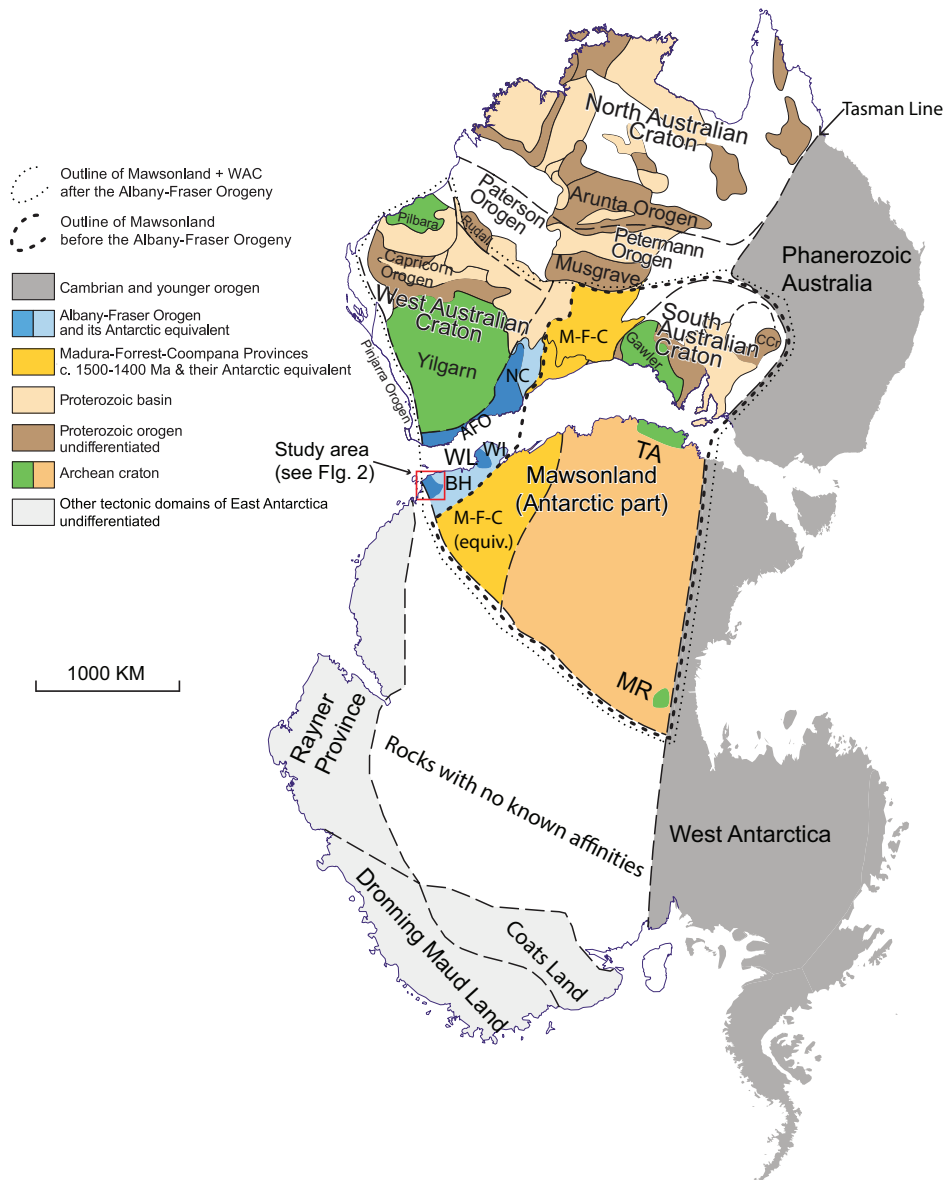 Outline of Mawsonland + WAC
after the Albany-Fraser Orogeny
Outline of Mawsonland
before the Albany-Fraser Orogeny
Cambrian and younger orogen
Albany-Fraser Orogen
and its Antarctic equivalent
Madura-Forrest-Coompana Provinces
c. 1500-1400 Ma & their Antarctic equivalent
Proterozoic basin
Proterozoic orogen
undifferentiated
Archean craton
Other tectonic domains of East Antarctica
undifferentiated
1000 KM
North Australian
Craton
Tasman Line
Paterson
Orogen
Arunta Orogen
Petermann
Orogen
Musgrave
Pilbara
Rudall
Capricorn
Orogen
West Australian
Craton
Yilgarn
Pinjarra Orogen
NC
AFO
M-F-C
South
Australian
Craton
Gawler
CCr
Phanerozoic
Australia
Study area
(see FIg. 2)
WL
WI
BH
TA
Mawsonland
(Antarctic part)
M-F-C
(equiv.)
MR
Rayner
Province
Rocks with no known affinities
West Antarctica
Dronning Maud Land
Coats Land